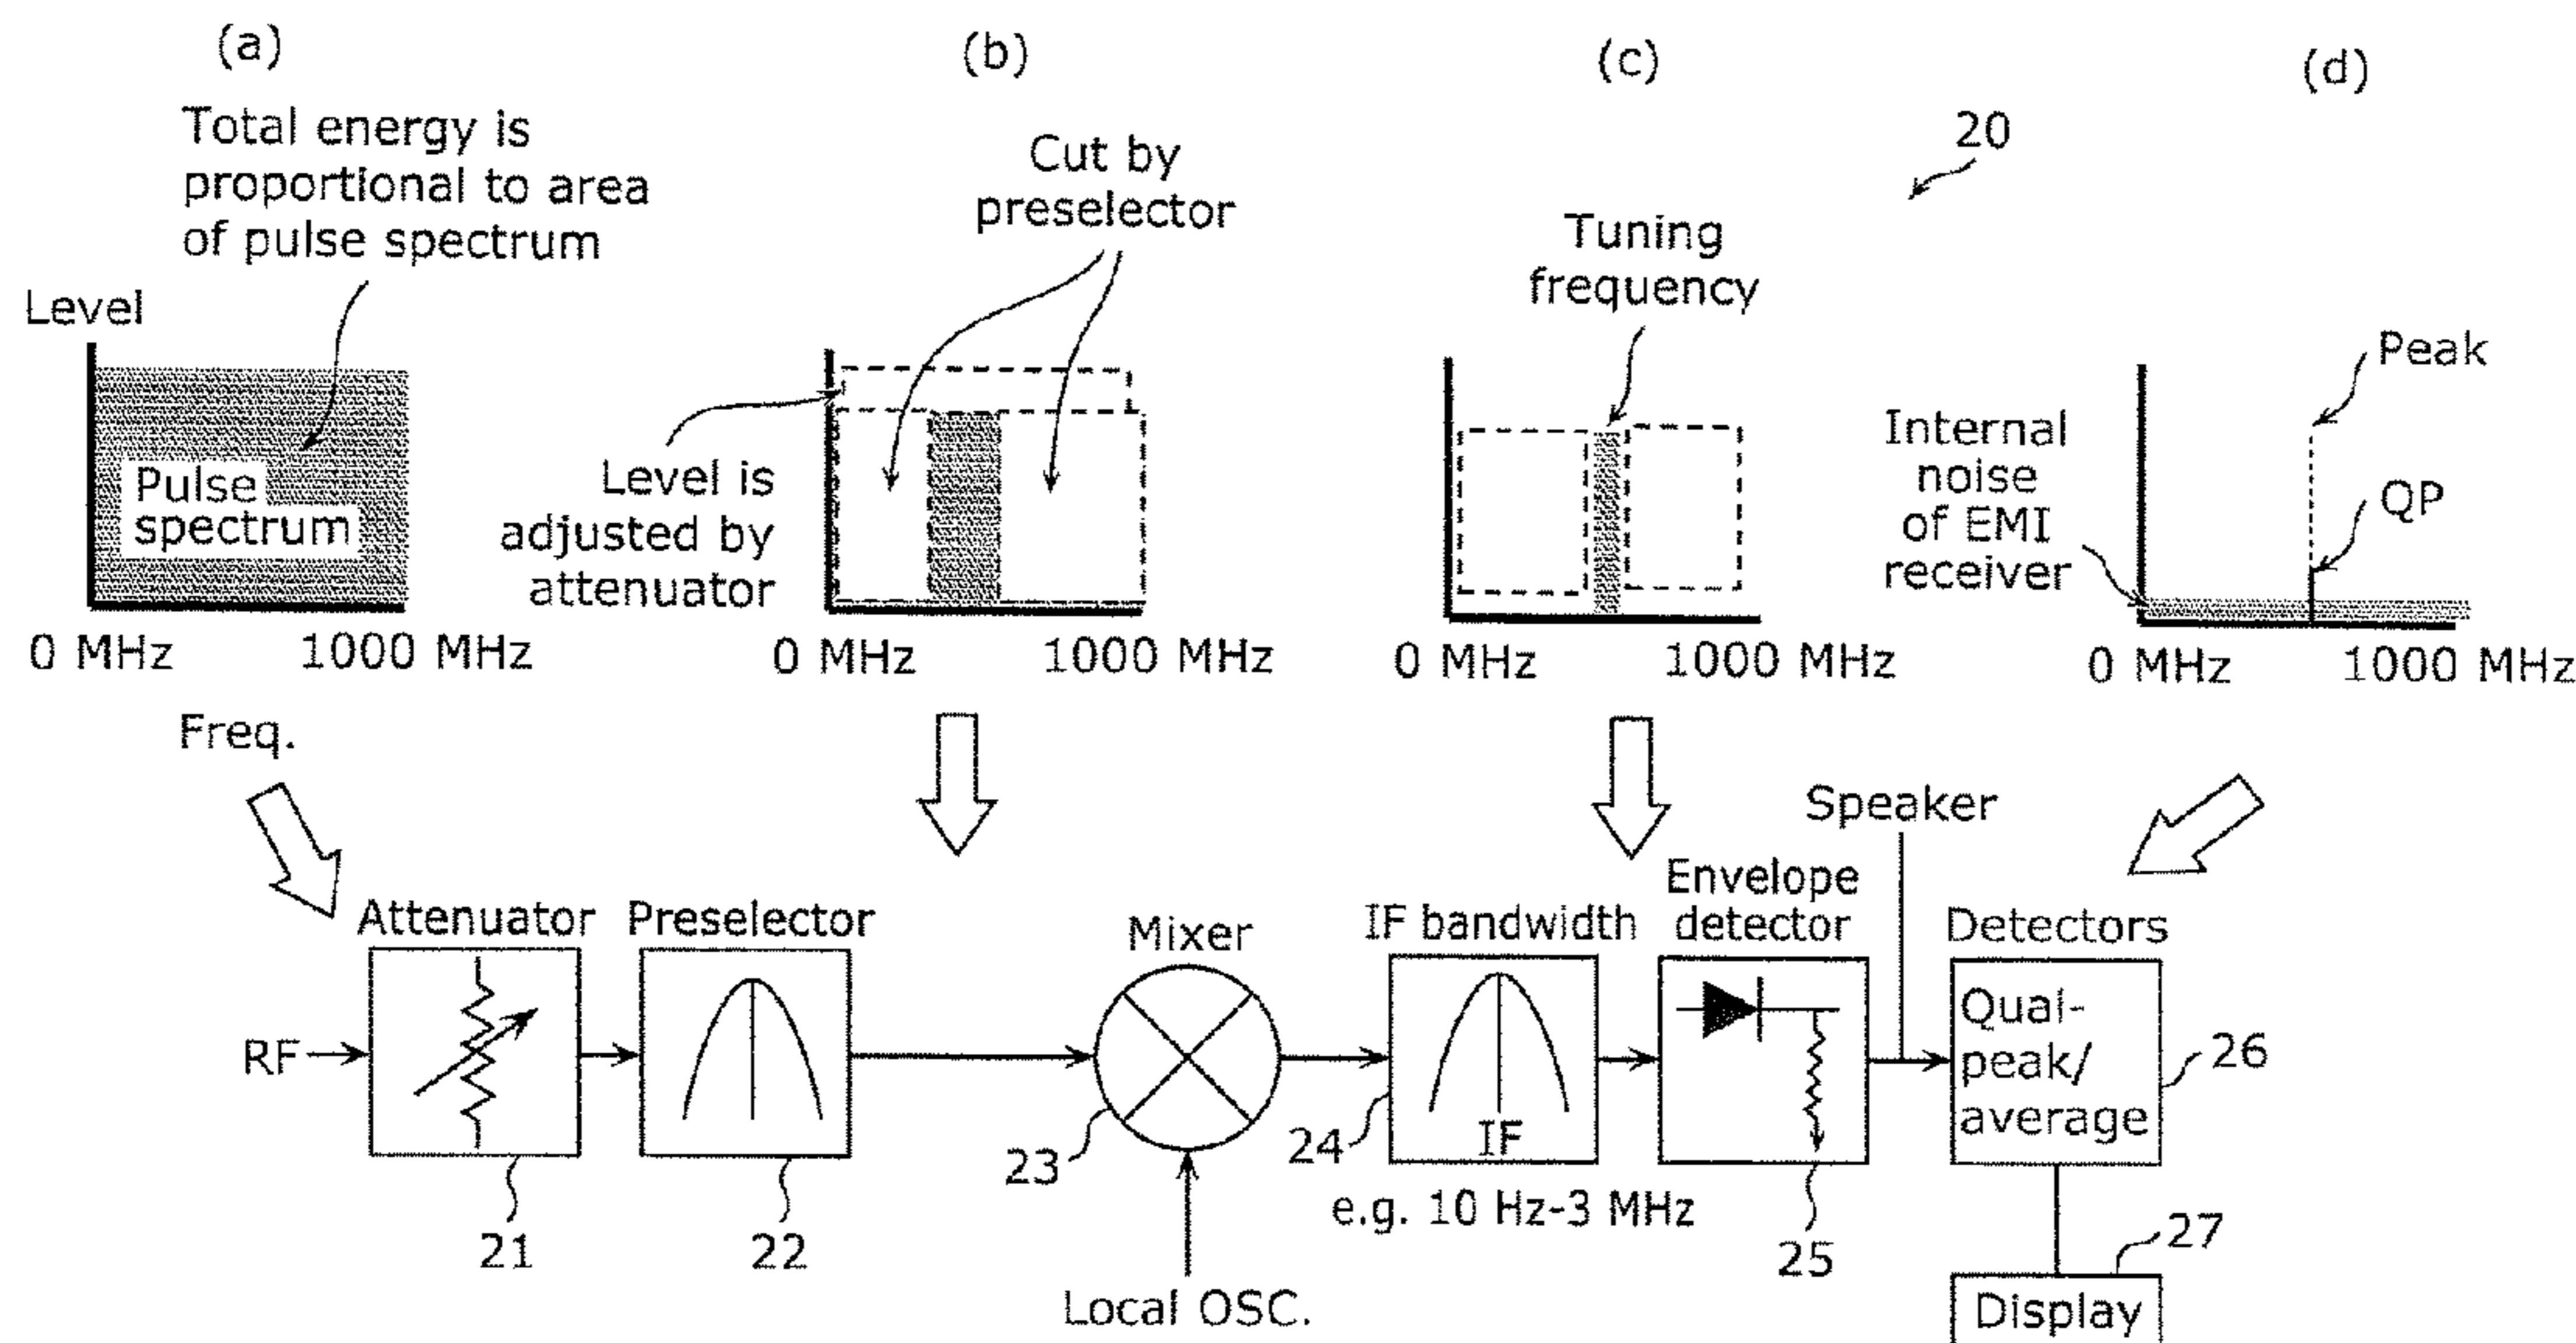 (a)
Total energy is
proportional to area
of pulse spectrum
Level
Pulse
spectrum
0 MHz
1000 MHz
Freq.
(b)
Cut by
preselector
Level is
adjusted by
attenuator
0 MHz
1000 MHz
(c)
20
Tuning
frequency
0 MHz
1000 MHz
(d)
Peak
QP
Internal
noise
of EMI
receiver
0 MHz
1000 MHz
RF
Attenuator
21
Preselector
22
Mixer
23
Local OSC.
IF bandwidth
IF
24
e.g. 10 Hz-3 MHz
Envelope
detector
25
Speaker
Detectors
Quai-
peak/
average
26
27
Display